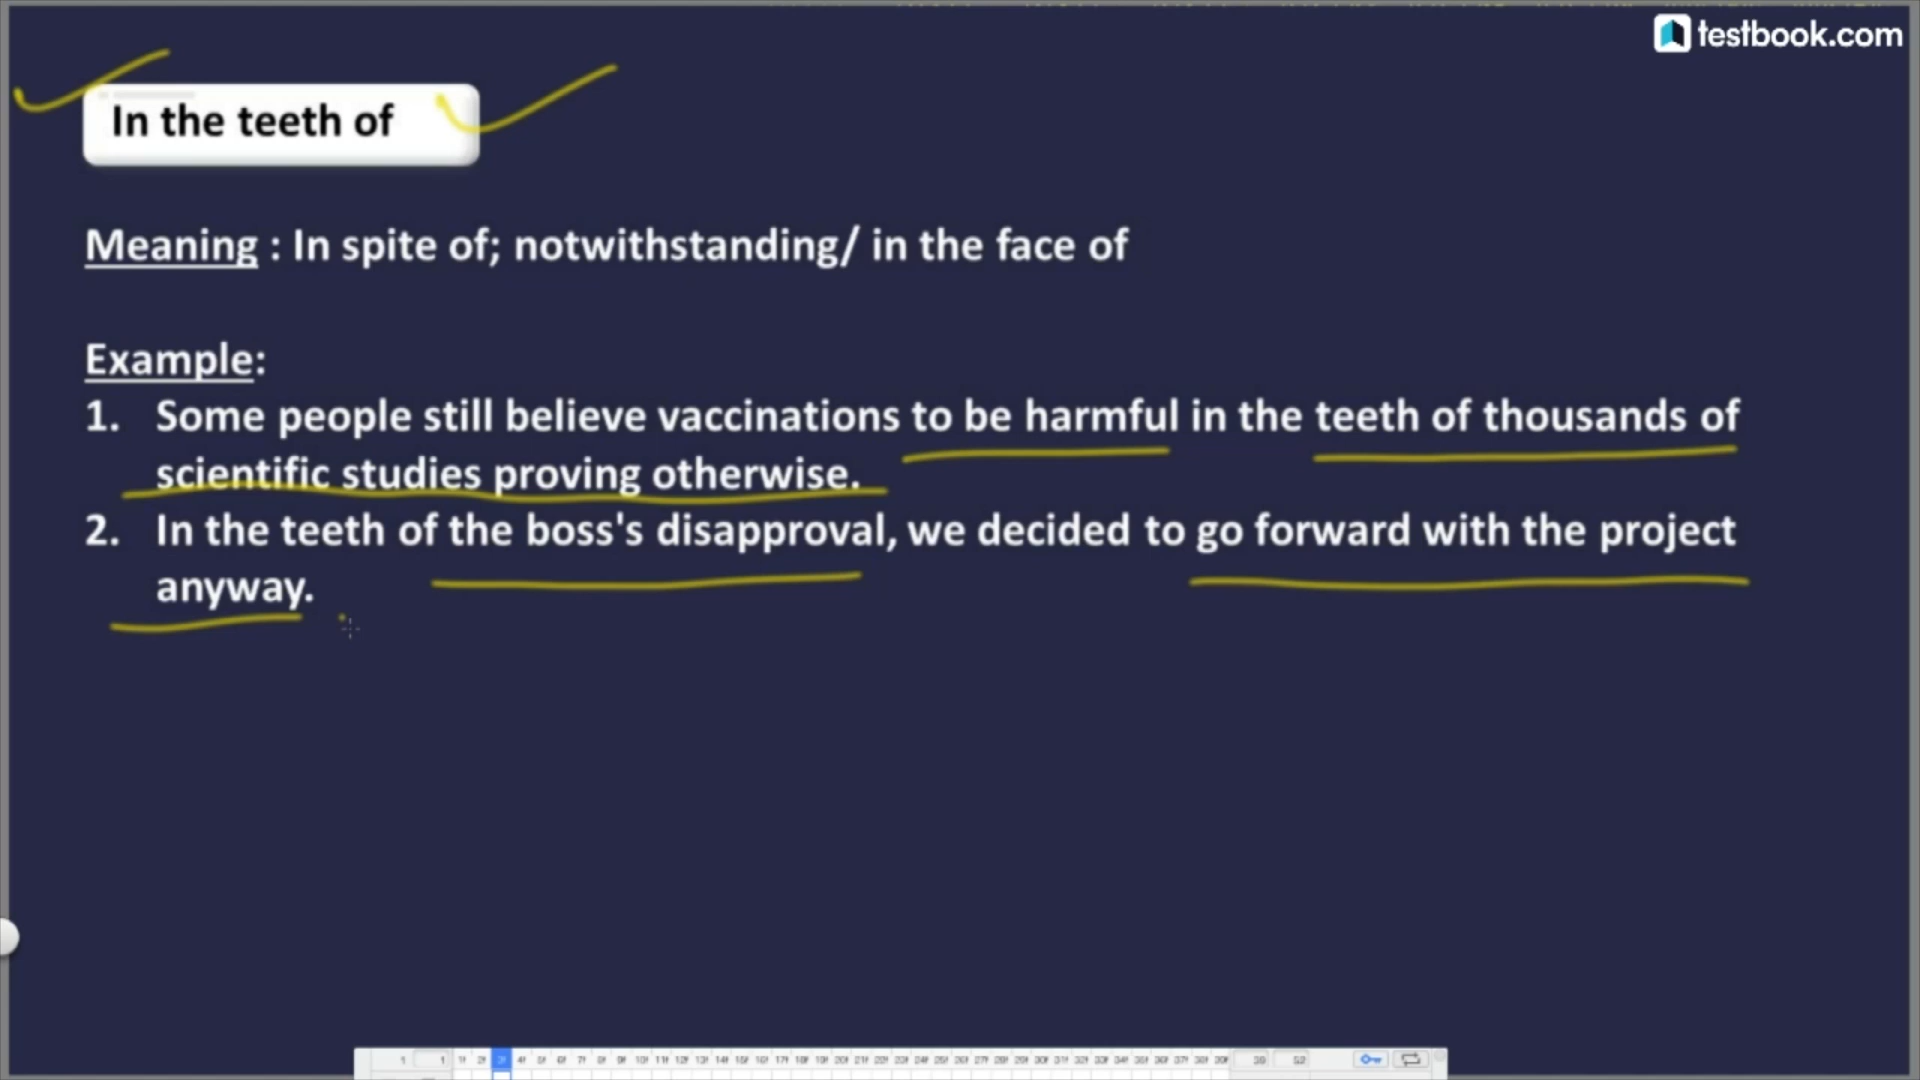 testbook.com
In the teeth of
Meaning : In spite of; notwithstanding/ in the face of
Example:
1. Some people still believe vaccinations to be harmful in the teeth of thousands of
scientific studies proving otherwise.
2. In the teeth of the boss's disapproval, we decided to go forward with the project
anyway.